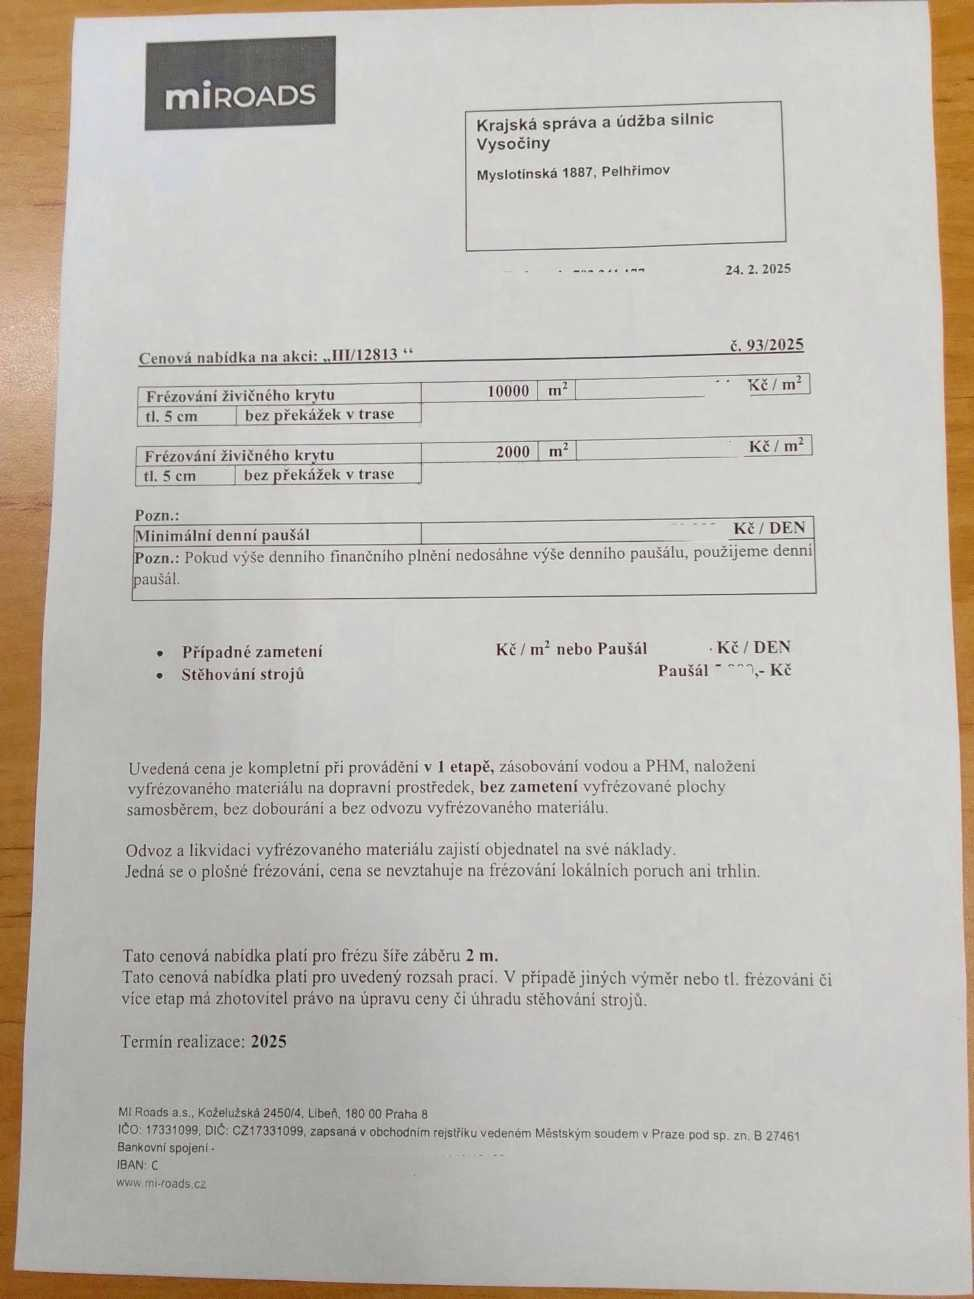 miROADS
Krajská správa a údžba silnic
Vysočiny
Myslotínská 1887, Pelhřimov
24. 2. 2025
Cenová nabídka na akci: „III/12813 “ č. 93/2025
Frézování živičného krytu 10000 m² Kč / m²
tl. 5 cm bez překážek v trase
Frézování živičného krytu 2000 m² Kč / m²
tl. 5 cm bez překážek v trase
Pozn.:
Minimální denní paušál Kč / DEN
Pozn.: Pokud výše denního finančního plnění nedosáhne výše denního paušálu, použijeme denní
paušál.
• Případné zametení Kč / m² nebo Paušál Kč / DEN
• Stěhování strojů Paušál ,- Kč
Uvedená cena je kompletní při provádění v 1 etapě, zásobování vodou a PHM, naložení
vyfrézovaného materiálu na dopravní prostředek, bez zametení vyfrézované plochy
samosběrem, bez dobourání a bez odvozu vyfrézovaného materiálu.
Odvoz a likvidaci vyfrézovaného materiálu zajistí objednatel na své náklady.
Jedná se o plošné frézování, cena se nevztahuje na frézování lokálních poruch ani trhlin.
Tato cenová nabídka platí pro frézu šíře záběru 2 m.
Tato cenová nabídka platí pro uvedený rozsah prací. V případě jiných výměr nebo tl. frézování či
více etap má zhotovitel právo na úpravu ceny či úhradu stěhování strojů.
Termín realizace: 2025
MI Roads a.s., Koželužská 2450/4, Libeň, 180 00 Praha 8
IČO: 17331099, DIČ: CZ17331099, zapsaná v obchodním rejstříku vedeném Městským soudem v Praze pod sp. zn. B 27461
Bankovní spojení -
IBAN: C
www.mi-roads.cz